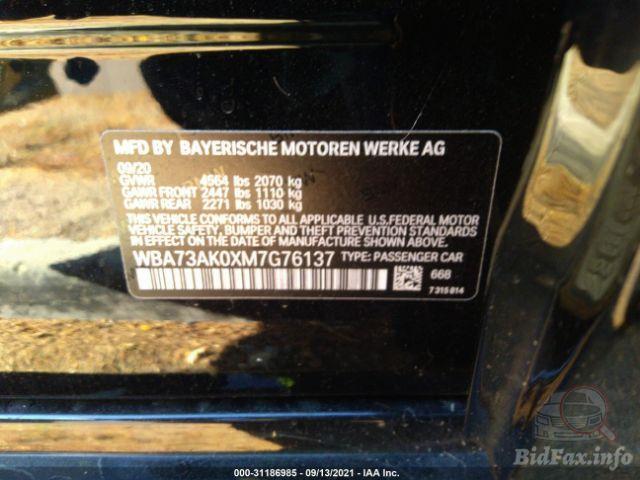 MFD BY BAYERISCHE MOTOREN WERKE AG
09/20
GVWR 4564 lbs 2070 kg
GAWR FRONT 2447 lbs 1110 kg
GAWR REAR 2271 lbs 1030 kg
THIS VEHICLE CONFORMS TO ALL APPLICABLE U.S. FEDERAL MOTOR
VEHICLE SAFETY, BUMPER, AND THEFT PREVENTION STANDARDS
IN EFFECT ON THE DATE OF MANUFACTURE SHOWN ABOVE.
WBA73AK0XM7G76137 TYPE: PASSENGER CAR
668
7315814
BidFax.info
000-31186985 - 09/13/2021 - IAA Inc.